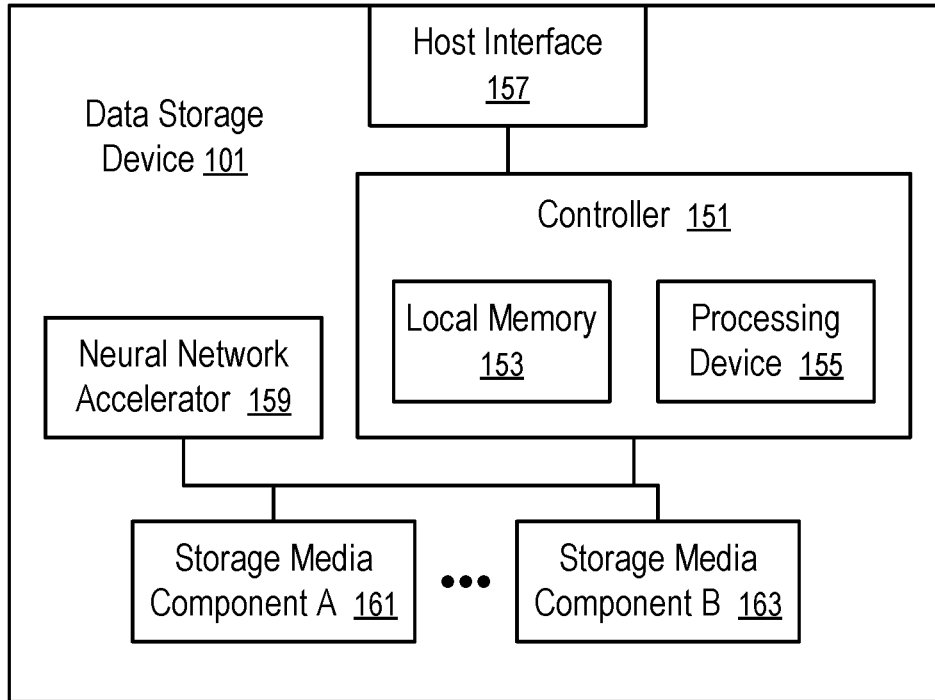 Host Interface
157
Data Storage
Device 101
Controller 151
Local Memory
153
Processing
Device 155
Neural Network
Accelerator 159
Storage Media
Component A 161
Storage Media
Component B 163